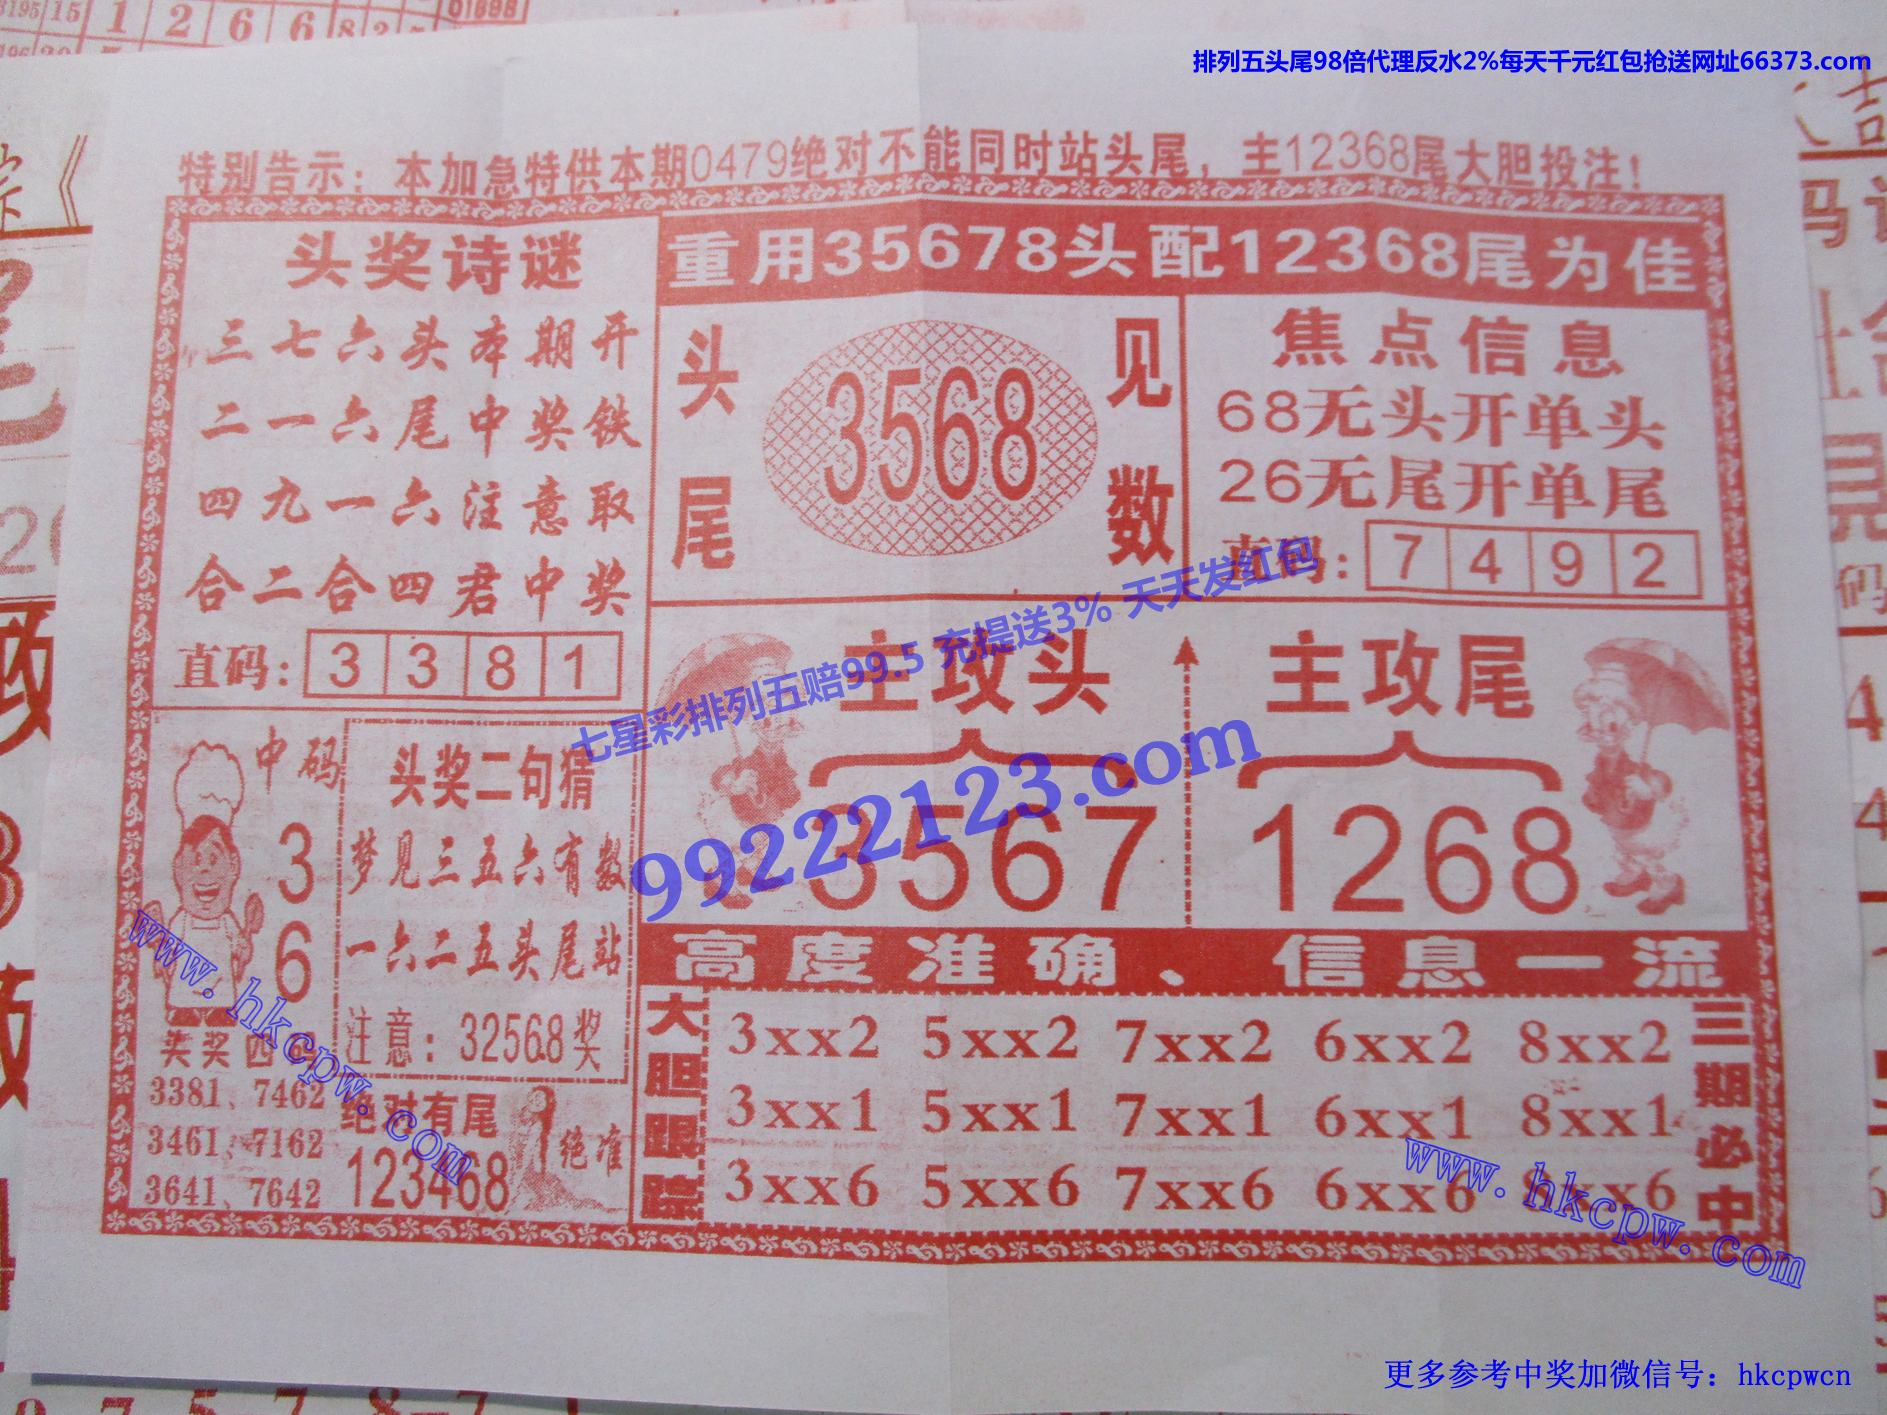 排列五头尾98倍代理反水2%每天千元红包抢送网址66373.com
特别告示：本加急特供本期0479绝对不能同时站头尾，主12368尾大胆投注！
头奖诗谜
三七六头本期开
二一六尾中奖铁
四九一六注意取
合二合四君中奖
直码：3381
重用35678头配12368尾为佳
头尾
3568
见数
焦点信息
68无头开单头
26无尾开单尾
直码：7492
七星彩排列五赔99.5 充提送3% 天天发红包
99222123.com
主攻头
3567
主攻尾
1268
中码
3
6
头奖二句猜
梦见三五六有数
一六二五头尾站
注意：32568奖
www.hkcpw.com
头奖四
3381、7462
3461、7162
3641、7642
绝对有尾
123468
绝准
高度准确、信息一流
大胆跟踪
3xx2 5xx2 7xx2 6xx2 8xx2
3xx1 5xx1 7xx1 6xx1 8xx1
3xx6 5xx6 7xx6 6xx6 8xx6
三期必中
www.hkcpw.com
更多参考中奖加微信号：hkcpwcn